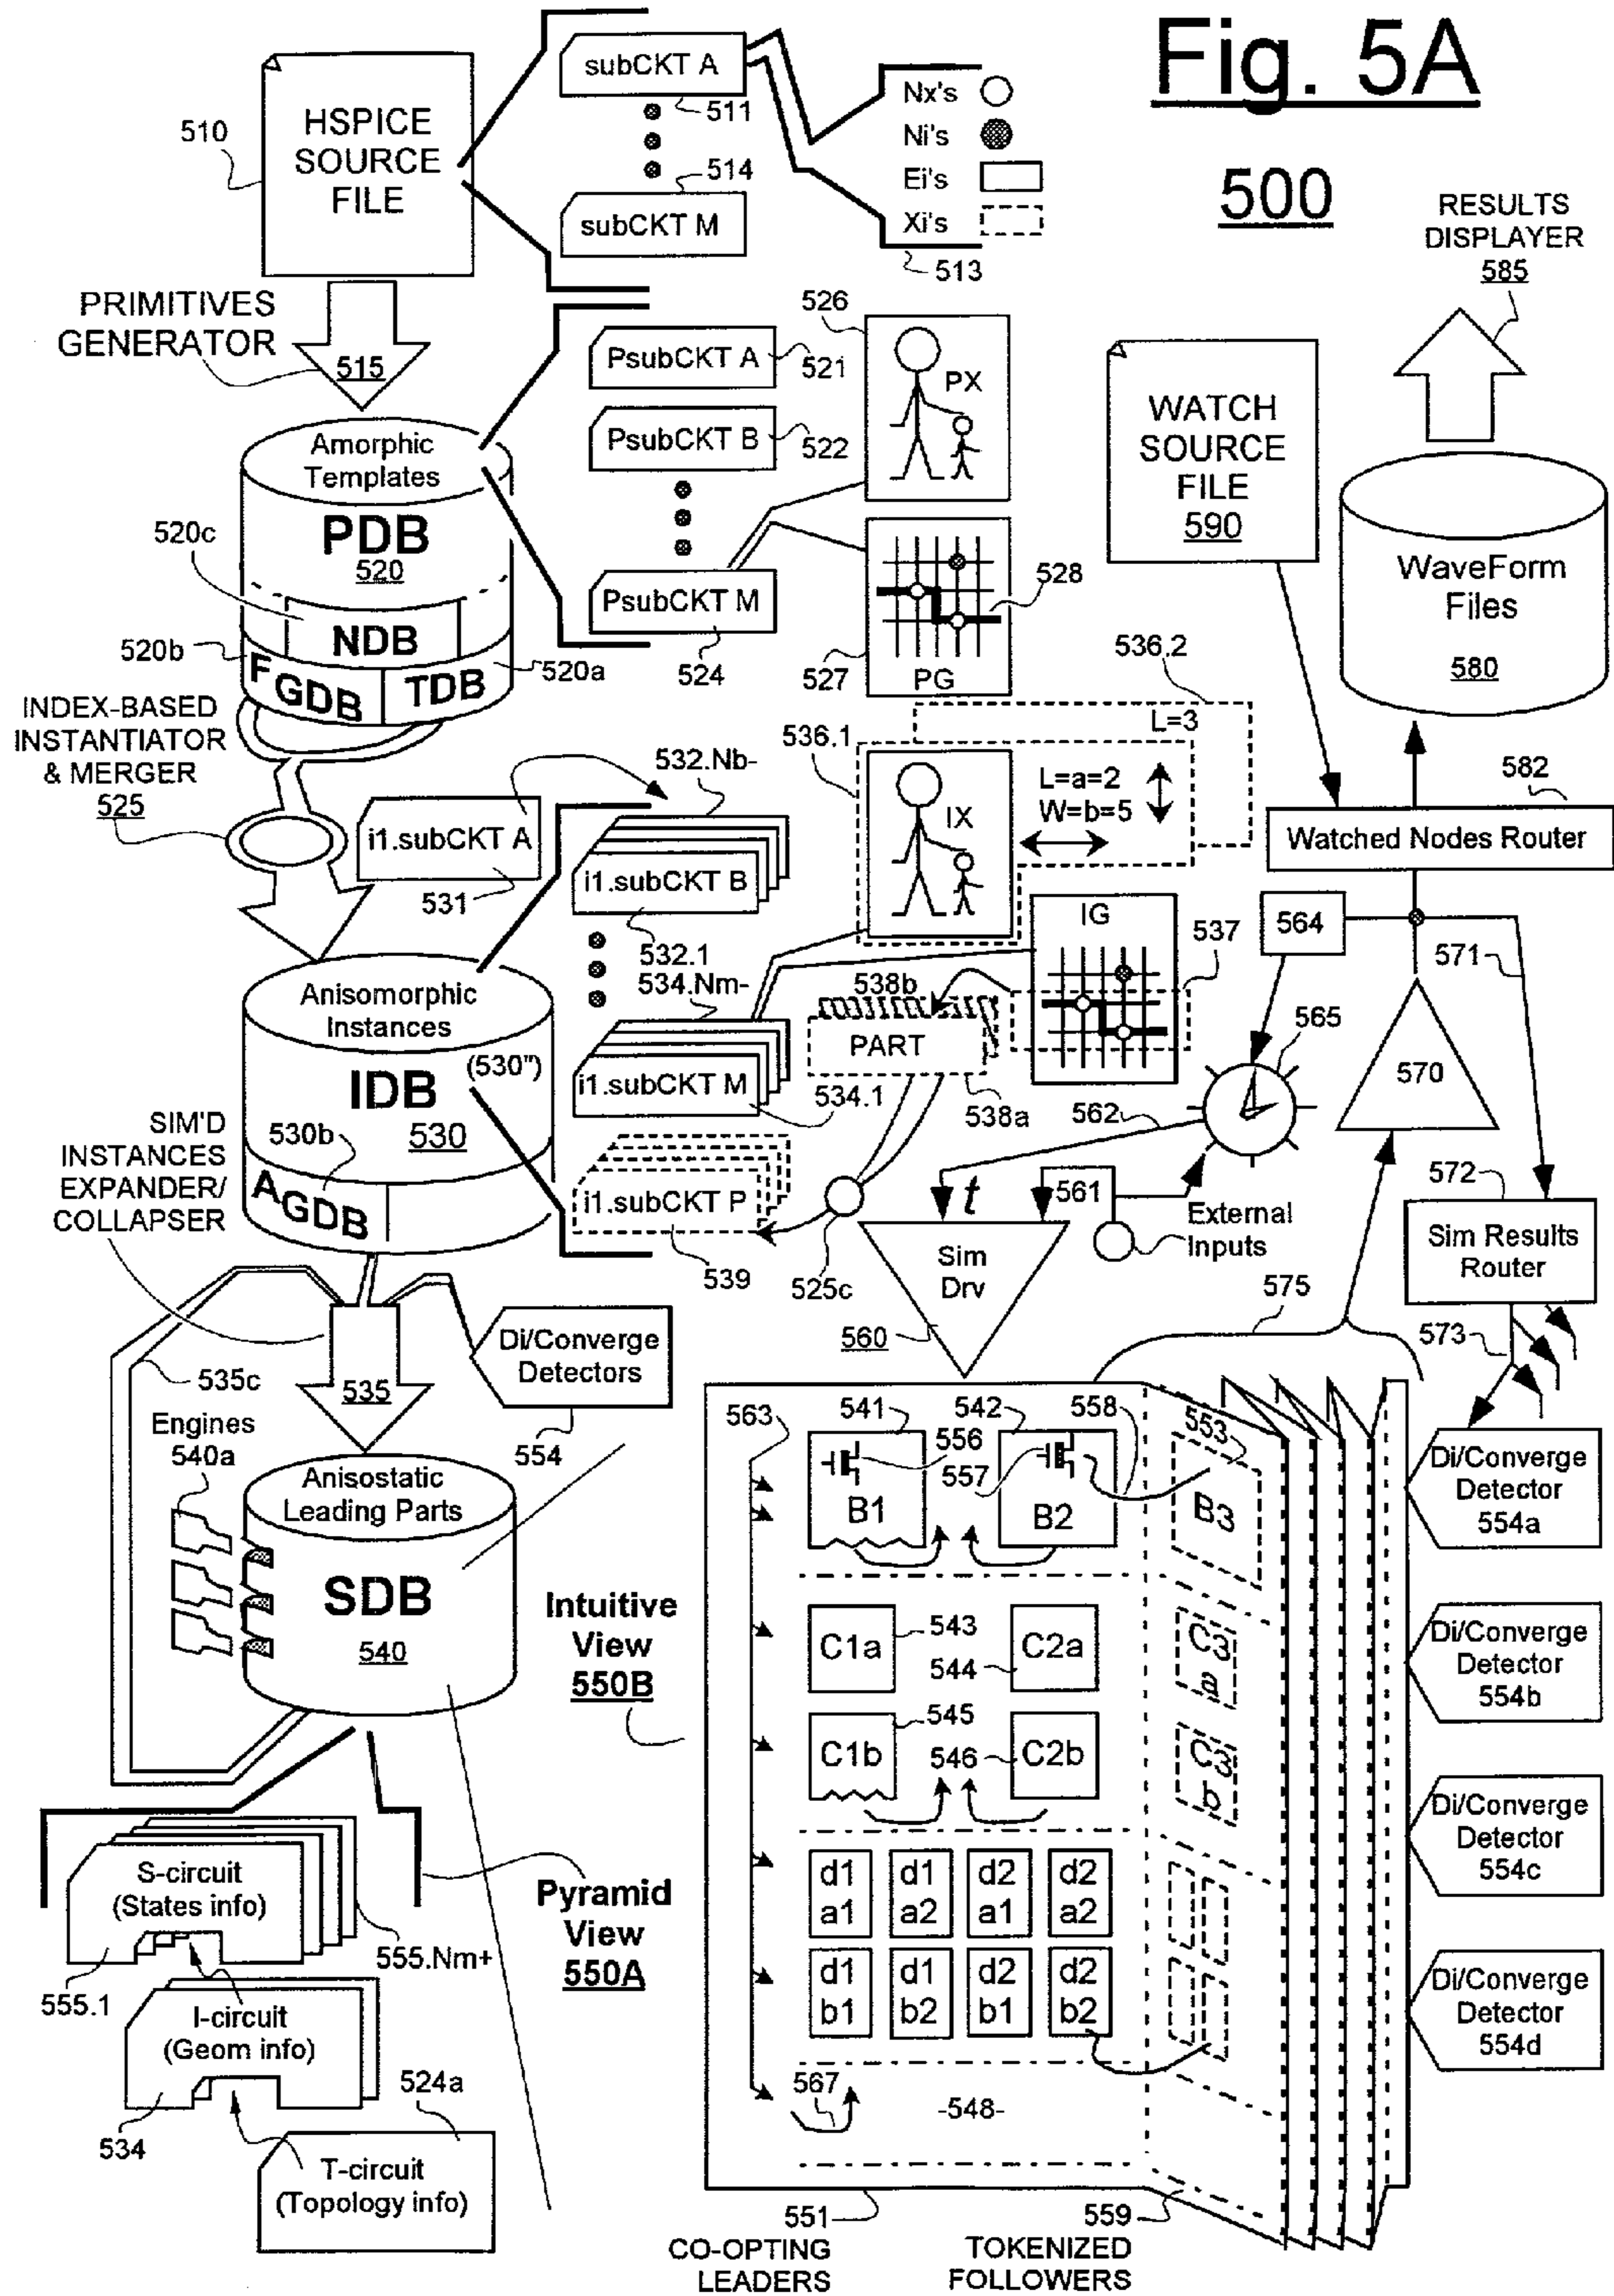 Fig. 5A
500
510
HSPICE
SOURCE
FILE
subCKT A
511
514
subCKT M
Nx's
Ni's
Ei's
Xi's
513
RESULTS
DISPLAYER
585
PRIMITIVES
GENERATOR
515
PsubCKT A
521
PsubCKT B
522
PsubCKT M
524
526
PX
528
527
PG
WATCH
SOURCE
FILE
590
WaveForm
Files
580
Amorphic
Templates
PDB
520
520c
NDB
520b
F
GDB
TDB
520a
INDEX-BASED
INSTANTIATOR
& MERGER
525
i1.subCKT A
531
532.Nb-
i1.subCKT B
532.1
534.Nm-
i1.subCKT M
534.1
i1.subCKT P
539
536.2
536.1
L=3
L=a=2
W=b=5
IX
IG
537
538b
PART
538a
525c
582
Watched Nodes Router
564
571
565
570
562
t
561
External
Inputs
Sim
Drv
560
572
Sim Results
Router
573
575
Anisomorphic
Instances
(530")
IDB
530
530b
A
GDB
SIM'D
INSTANCES
EXPANDER/
COLLAPSER
535c
535
Di/Converge
Detectors
554
Engines
540a
Anisostatic
Leading Parts
SDB
540
Intuitive
View
550B
Pyramid
View
550A
S-circuit
(States info)
555.1
555.Nm+
I-circuit
(Geom info)
534
524a
T-circuit
(Topology info)
563
541
556
542
557
558
553
B1
B2
B3
C1a
543
544
C2a
C3
a
C1b
545
546
C2b
C3
b
d1
a1
d1
a2
d2
a1
d2
a2
d1
b1
d1
b2
d2
b1
d2
b2
567
-548-
551
559
CO-OPTING
LEADERS
TOKENIZED
FOLLOWERS
Di/Converge
Detector
554a
Di/Converge
Detector
554b
Di/Converge
Detector
554c
Di/Converge
Detector
554d